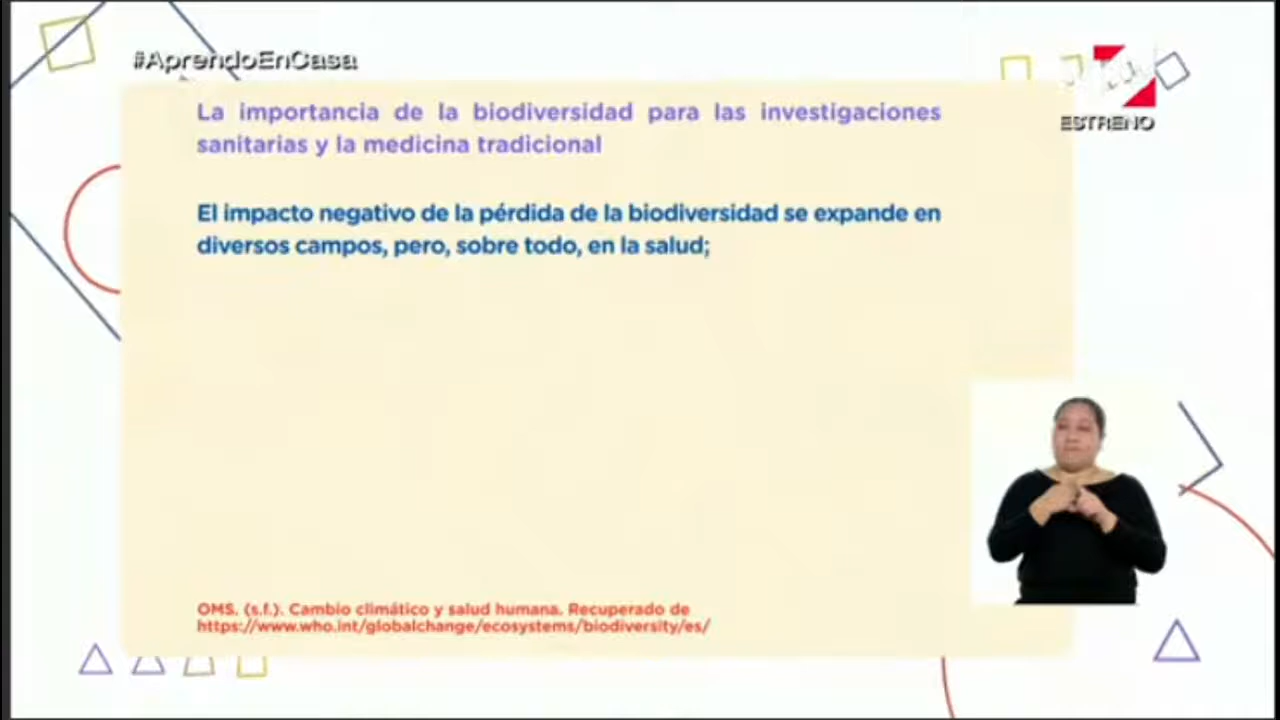 #AprendoEnCasa
ESTRENO
La importancia de la biodiversidad para las investigaciones
sanitarias y la medicina tradicional
El impacto negativo de la pérdida de la biodiversidad se expande en
diversos campos, pero, sobre todo, en la salud;
OMS. (s.f.). Cambio climático y salud humana. Recuperado de
https://www.who.int/globalchange/ecosystems/biodiversity/es/